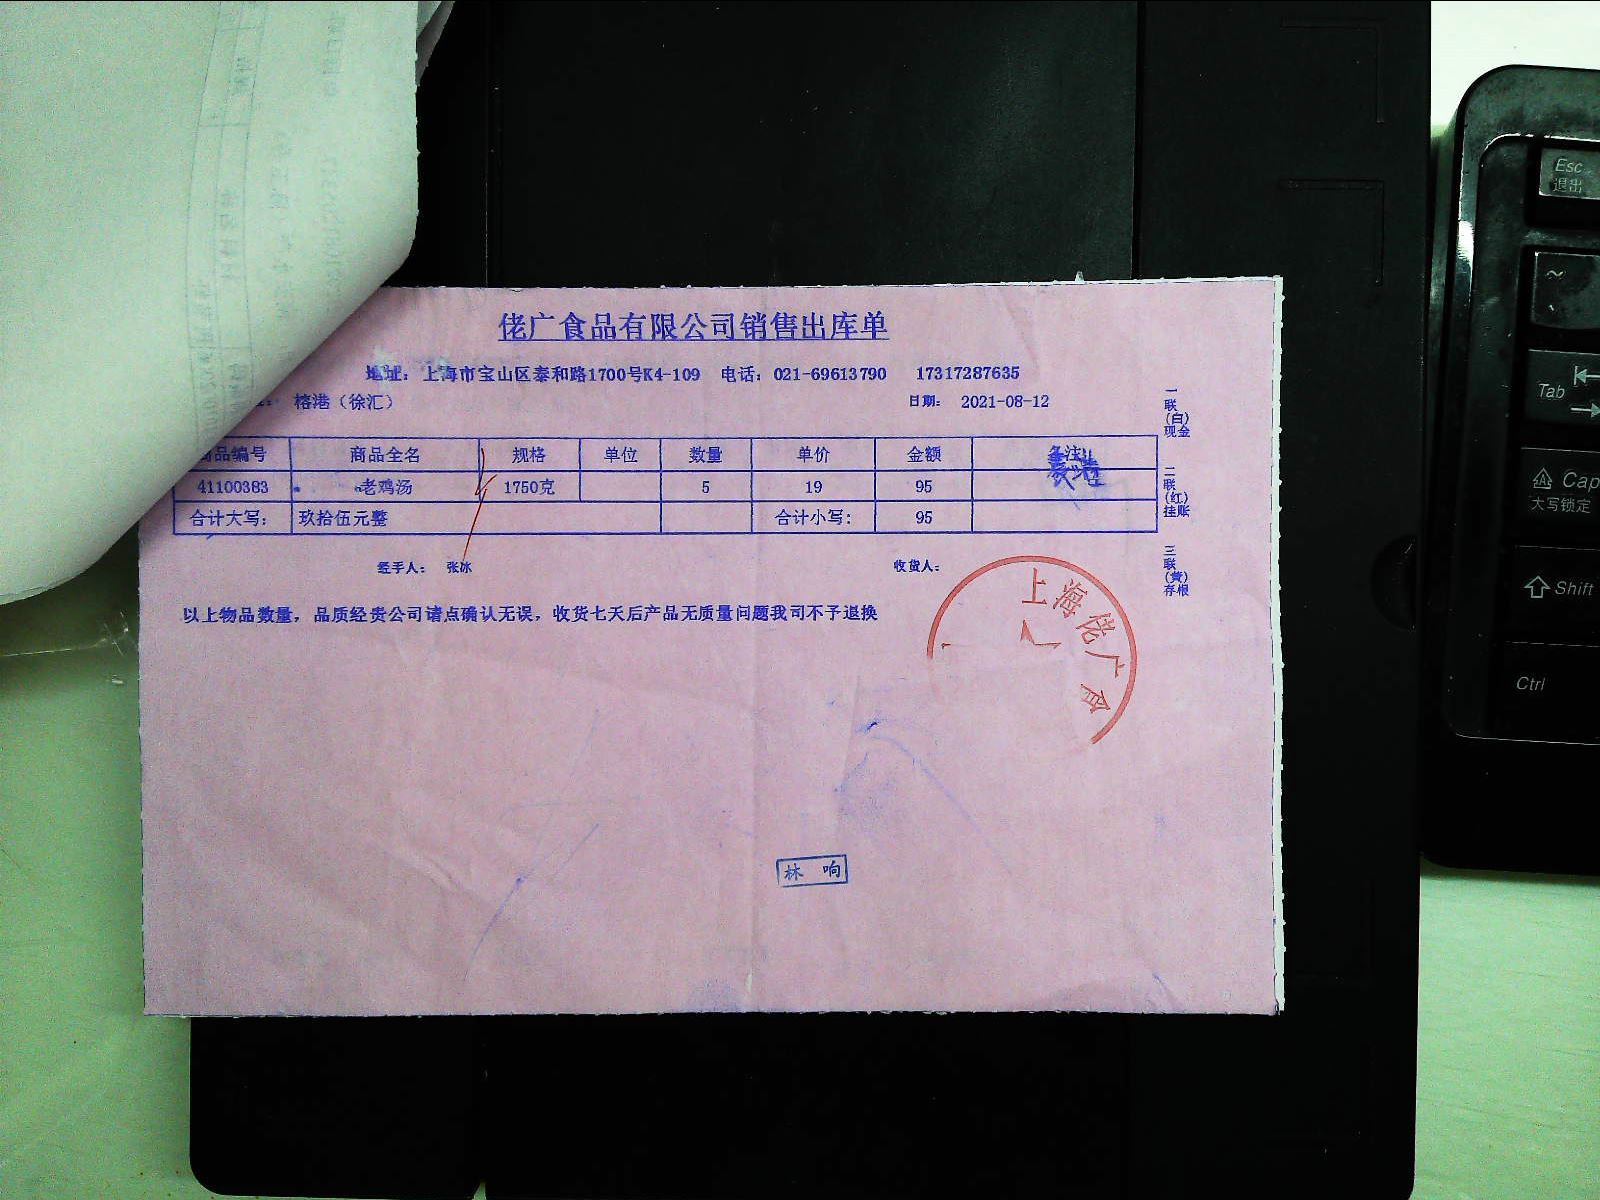 佬广食品有限公司销售出库单
地址：上海市宝山区泰和路1700号K4-109 电话：021-69613790 17317287635
榕港（徐汇） 日期： 2021-08-12
商品编号 商品全名 规格 单位 数量 单价 金额 备注
41100383 老鸡汤 1750克 5 19 95
合计大写： 玖拾伍元整 合计小写： 95
经手人： 张冰 收货人：
以上物品数量，品质经贵公司请点确认无误，收货七天后产品无质量问题我司不予退换
一联(白)现金
二联(红)挂账
三联(黄)存根
上海佬广食
林响
Esc
退出
~
Tab
Cap
大写锁定
Shift
Ctrl